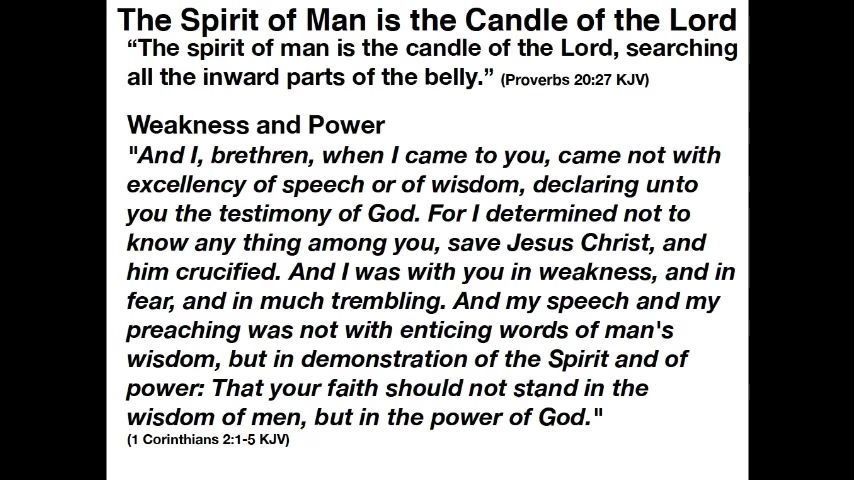 The Spirit of Man is the Candle of the Lord
“The spirit of man is the candle of the Lord, searching
all the inward parts of the belly.” (Proverbs 20:27 KJV)
Weakness and Power
"And I, brethren, when I came to you, came not with
excellency of speech or of wisdom, declaring unto
you the testimony of God. For I determined not to
know any thing among you, save Jesus Christ, and
him crucified. And I was with you in weakness, and in
fear, and in much trembling. And my speech and my
preaching was not with enticing words of man's
wisdom, but in demonstration of the Spirit and of
power: That your faith should not stand in the
wisdom of men, but in the power of God."
(1 Corinthians 2:1-5 KJV)